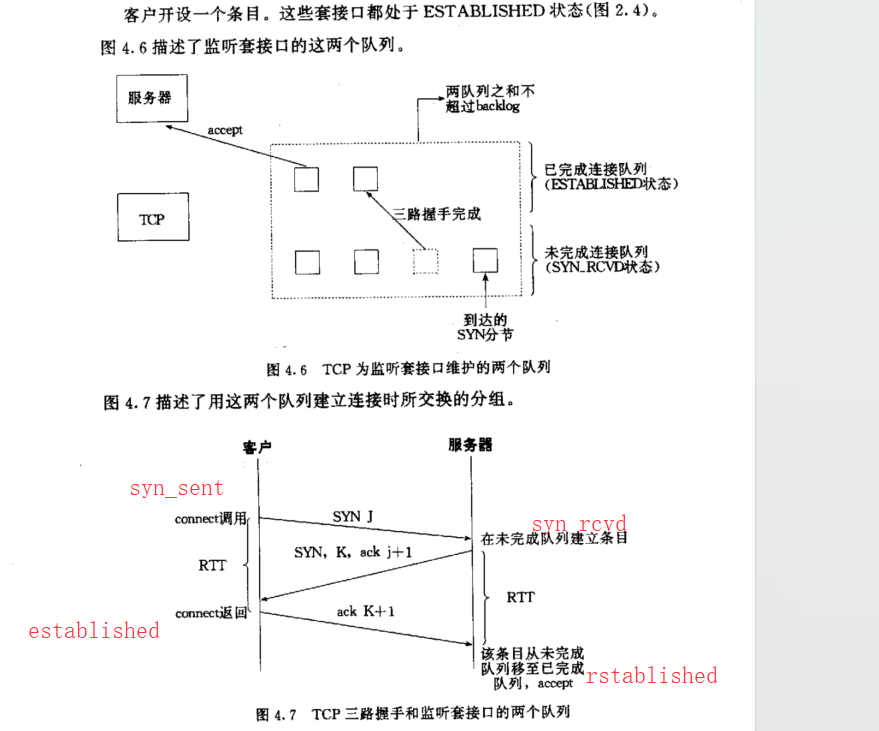 客户开设一个条目。这些套接口都处于 ESTABLISHED 状态(图 2.4)。
图 4.6 描述了监听套接口的这两个队列。
服务器
accept
两队列之和不
超过backlog
已完成连接队列
(ESTABLISHED状态)
TCP
三路握手完成
未完成连接队列
(SYN_RCVD状态)
到达的
SYN分节
图 4.6 TCP 为监听套接口维护的两个队列
图 4.7 描述了用这两个队列建立连接时所交换的分组。
客户
服务器
syn_sent
connect调用
SYN J
syn_rcvd
在未完成队列建立条目
SYN, K, ack j+1
RTT
RTT
connect返回
ack K+1
established
该条目从未完成
队列移至已完成
队列, accept
rstablished
图 4.7 TCP 三路握手和监听套接口的两个队列